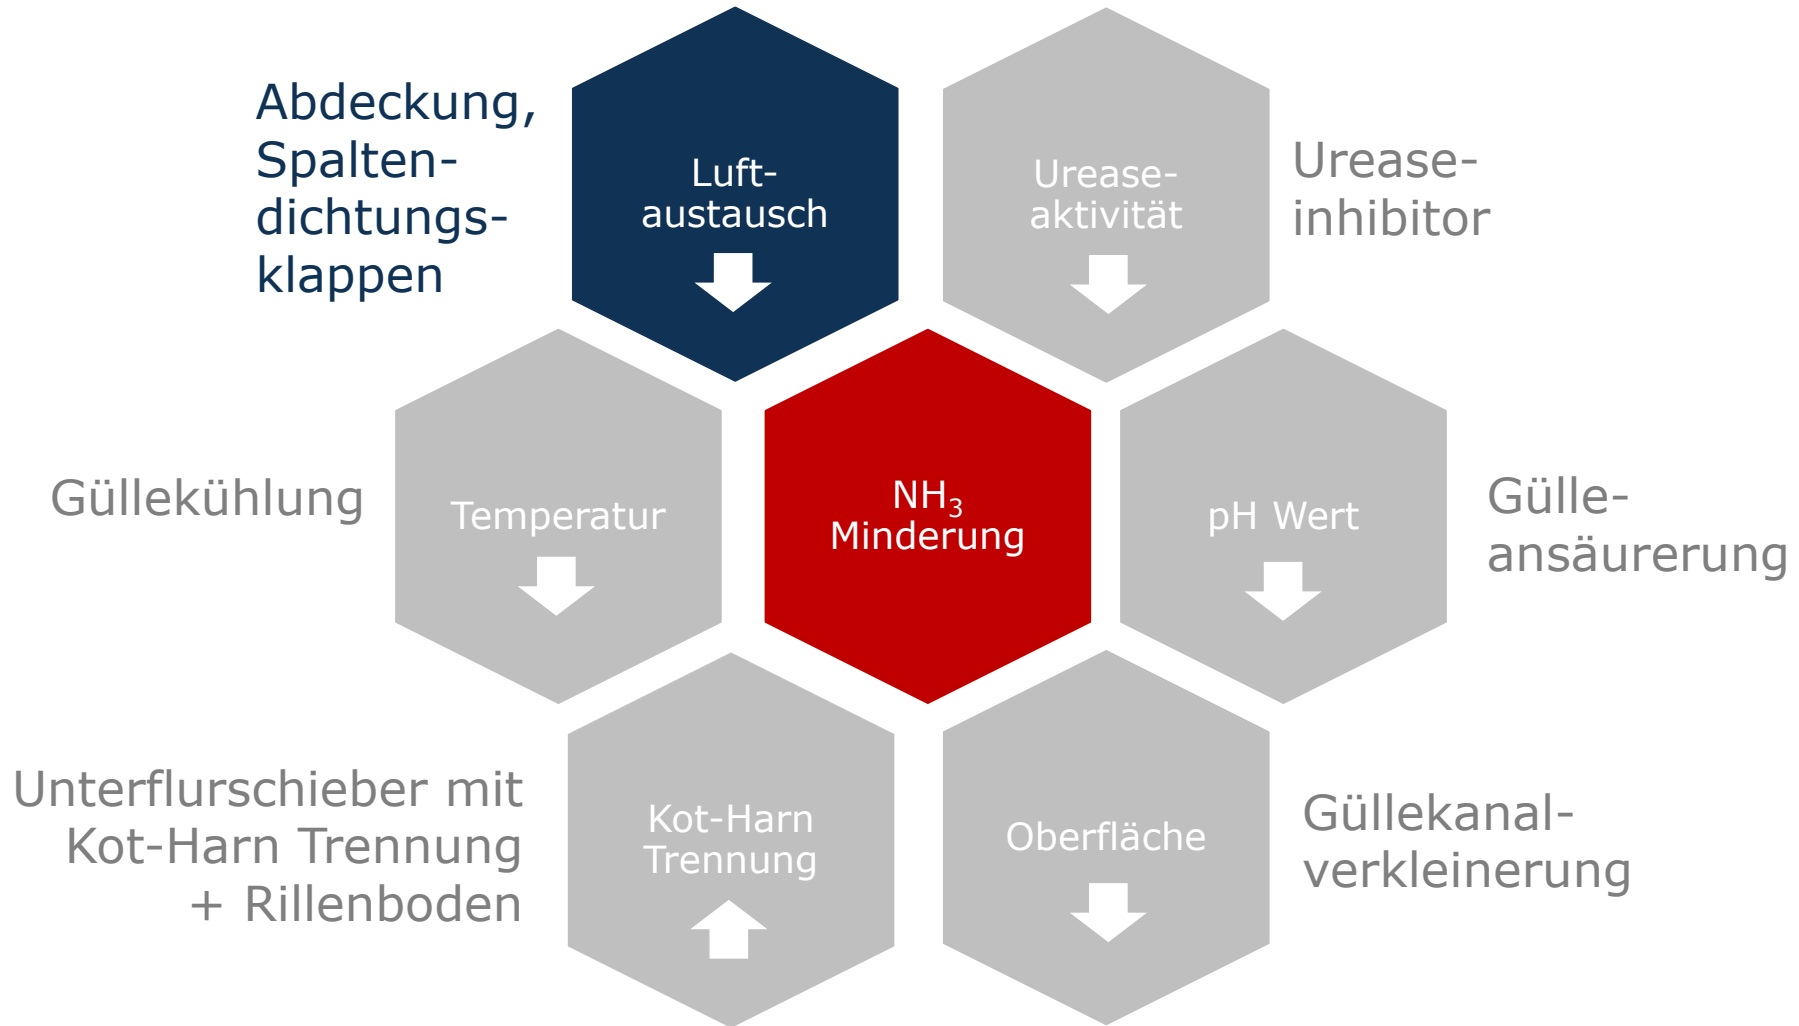 Abdeckung,
Spalten-
dichtungs-
klappen
Luft-
austausch
Urease-
aktivität
Urease-
inhibitor
Güllekühlung
Temperatur
NH₃
Minderung
pH Wert
Gülle-
ansäurerung
Unterflurschieber mit
Kot-Harn Trennung
+ Rillenboden
Kot-Harn
Trennung
Oberfläche
Güllekanal-
verkleinerung